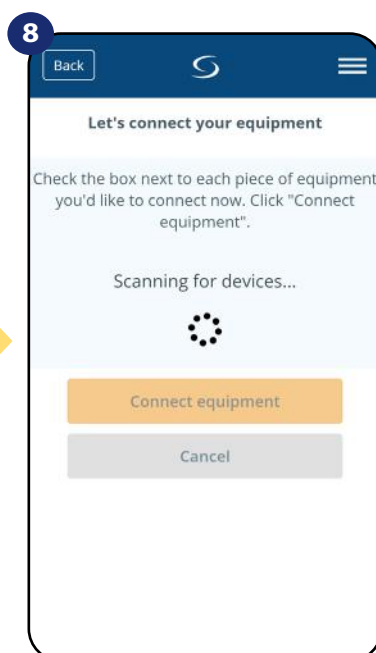 8
Back
Let's connect your equipment
Check the box next to each piece of equipment
you'd like to connect now. Click "Connect
equipment".
Scanning for devices...
Connect equipment
Cancel